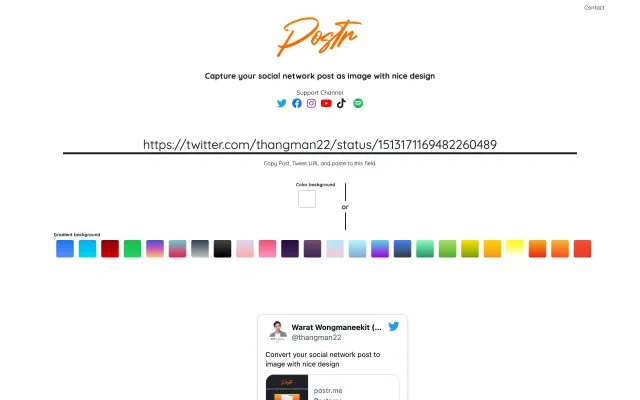 Contact
Postr
Capture your social network post as image with nice design
Support Channel
https://twitter.com/thangman22/status/1513171169482260489
Copy Post, Tweet URL and paste to this field.
Color background
or
Gradient background
Warat Wongmaneekit (...
@thangman22
Convert your social network post to
image with nice design
Postr
postr.me